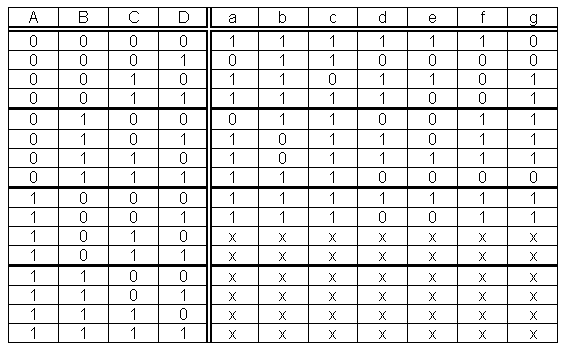 A B C D a b c d e f g
0 0 0 0 1 1 1 1 1 1 0
0 0 0 1 0 1 1 0 0 0 0
0 0 1 0 1 1 0 1 1 0 1
0 0 1 1 1 1 1 1 0 0 1
0 1 0 0 0 1 1 0 0 1 1
0 1 0 1 1 0 1 1 0 1 1
0 1 1 0 1 0 1 1 1 1 1
0 1 1 1 1 1 1 0 0 0 0
1 0 0 0 1 1 1 1 1 1 1
1 0 0 1 1 1 1 0 0 1 1
1 0 1 0 x x x x x x x
1 0 1 1 x x x x x x x
1 1 0 0 x x x x x x x
1 1 0 1 x x x x x x x
1 1 1 0 x x x x x x x
1 1 1 1 x x x x x x x